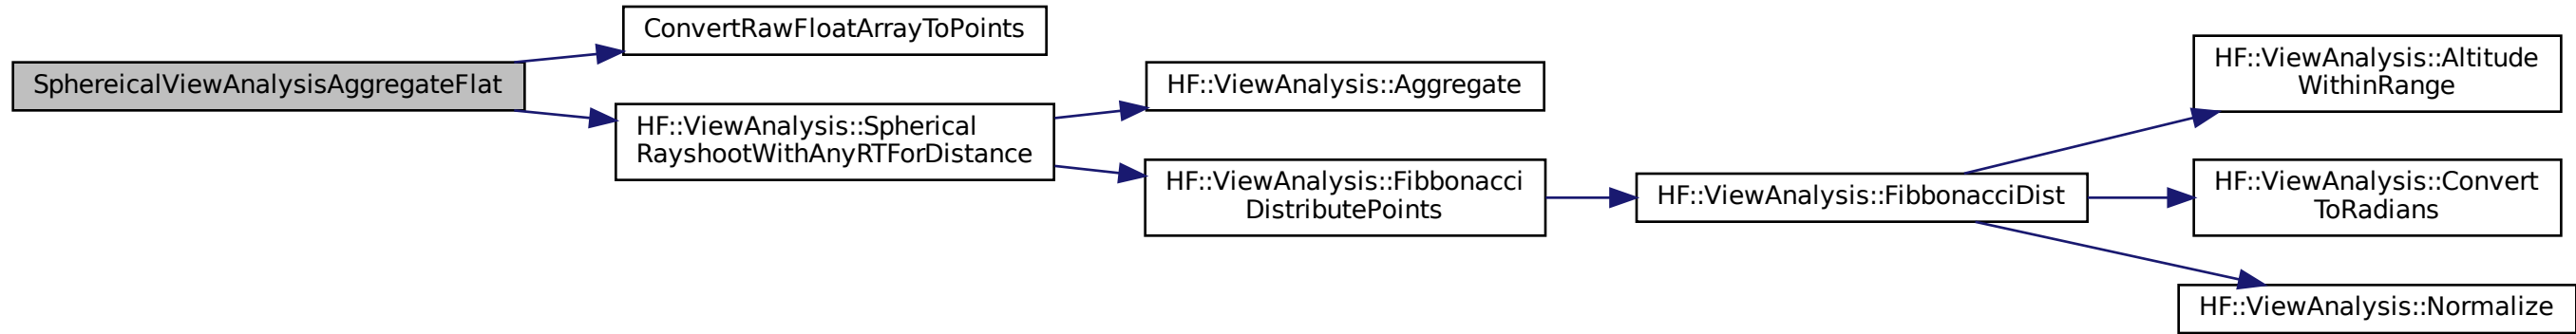 SphereicalViewAnalysisAggregateFlat
ConvertRawFloatArrayToPoints
HF::ViewAnalysis::Spherical
RayshootWithAnyRTForDistance
HF::ViewAnalysis::Aggregate
HF::ViewAnalysis::Fibbonacci
DistributePoints
HF::ViewAnalysis::FibbonacciDist
HF::ViewAnalysis::Altitude
WithinRange
HF::ViewAnalysis::Convert
ToRadians
HF::ViewAnalysis::Normalize